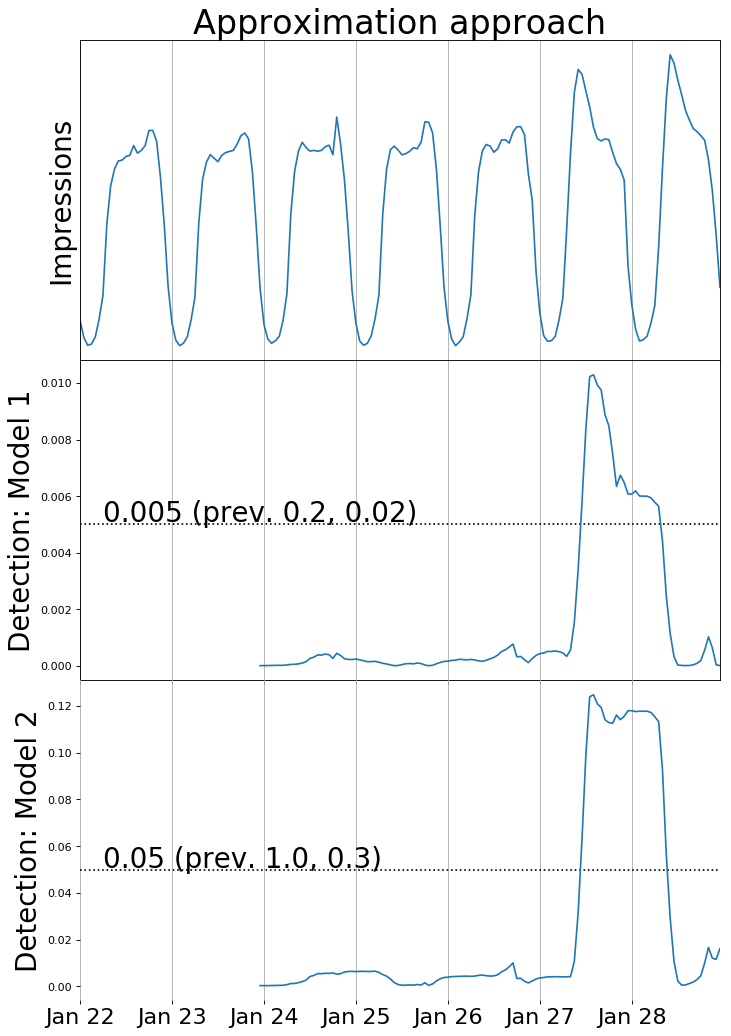 Approximation approach
Impressions
Detection: Model 1
0.010
0.008
0.006
0.005 (prev. 0.2, 0.02)
0.004
0.002
0.000
Detection: Model 2
0.12
0.10
0.08
0.06
0.05 (prev. 1.0, 0.3)
0.04
0.02
0.00
Jan 22 Jan 23 Jan 24 Jan 25 Jan 26 Jan 27 Jan 28